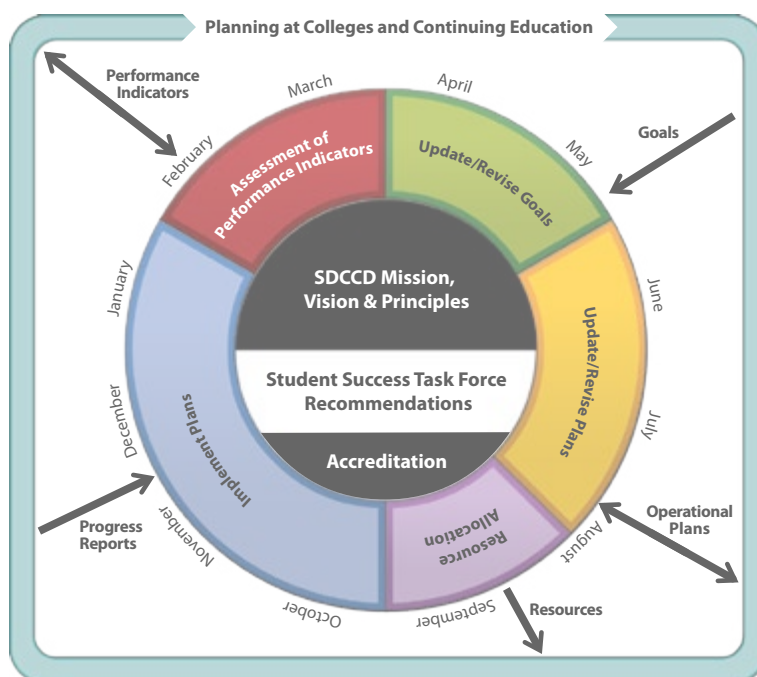 Planning at Colleges and Continuing Education
Performance
Indicators
March
April
February
May
Goals
Assessment of
Performance Indicators
Update/Revise Goals
January
June
SDCCD Mission,
Vision & Principles
Update/Revise Plans
Student Success Task Force
Recommendations
December
July
Implement Plans
Accreditation
Progress
Reports
November
Resource
Allocation
August
Operational
Plans
October
September
Resources